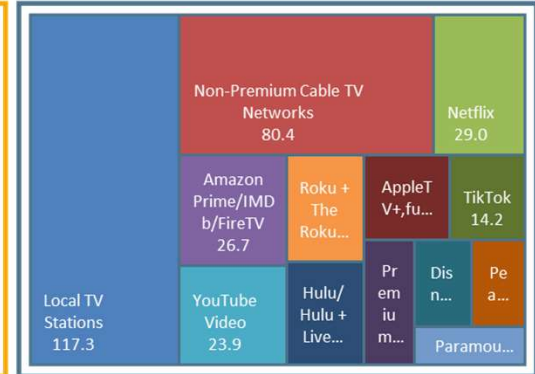 Non-Premium Cable TV
Networks
80.4
Netflix
29.0
Amazon
Prime/IMD
b/FireTV
26.7
Roku +
The
Roku...
AppleT
V+,fu...
TikTok
14.2
Local TV
Stations
117.3
YouTube
Video
23.9
Hulu/
Hulu +
Live...
Pr
em
iu
m...
Dis
n...
Pe
a...
Paramou...